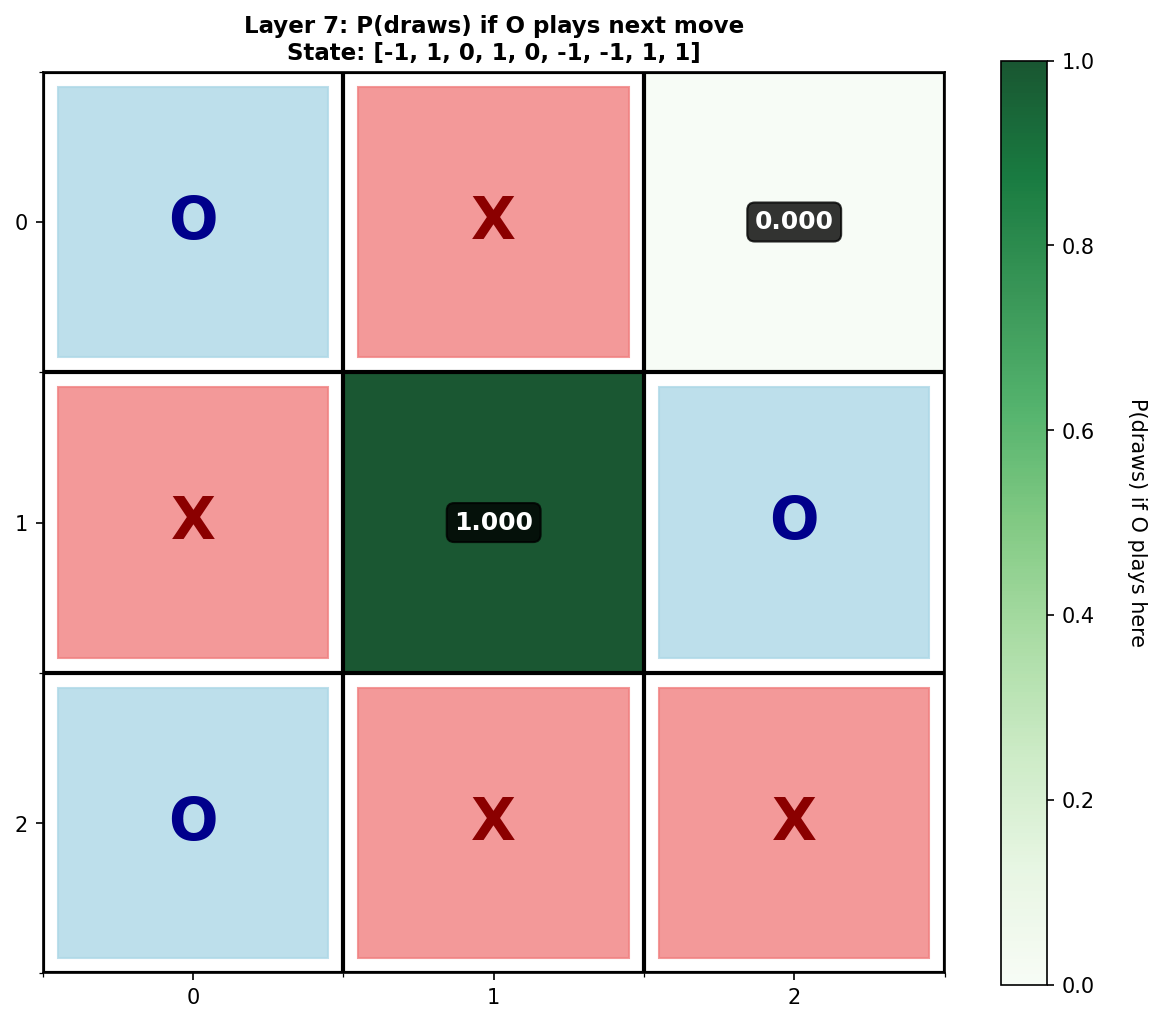 Layer 7: P(draws) if O plays next move
State: [-1, 1, 0, 1, 0, -1, -1, 1, 1]
O
X
0.000
0
X
1.000
O
1
O
X
X
2
0
1
2
1.0
0.8
0.6
0.4
0.2
0.0
P(draws) if O plays here